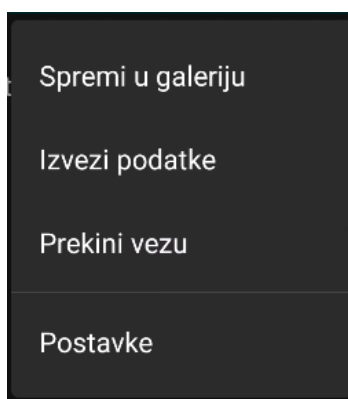 Spremi u galeriju
Izvezi podatke
Prekini vezu
Postavke